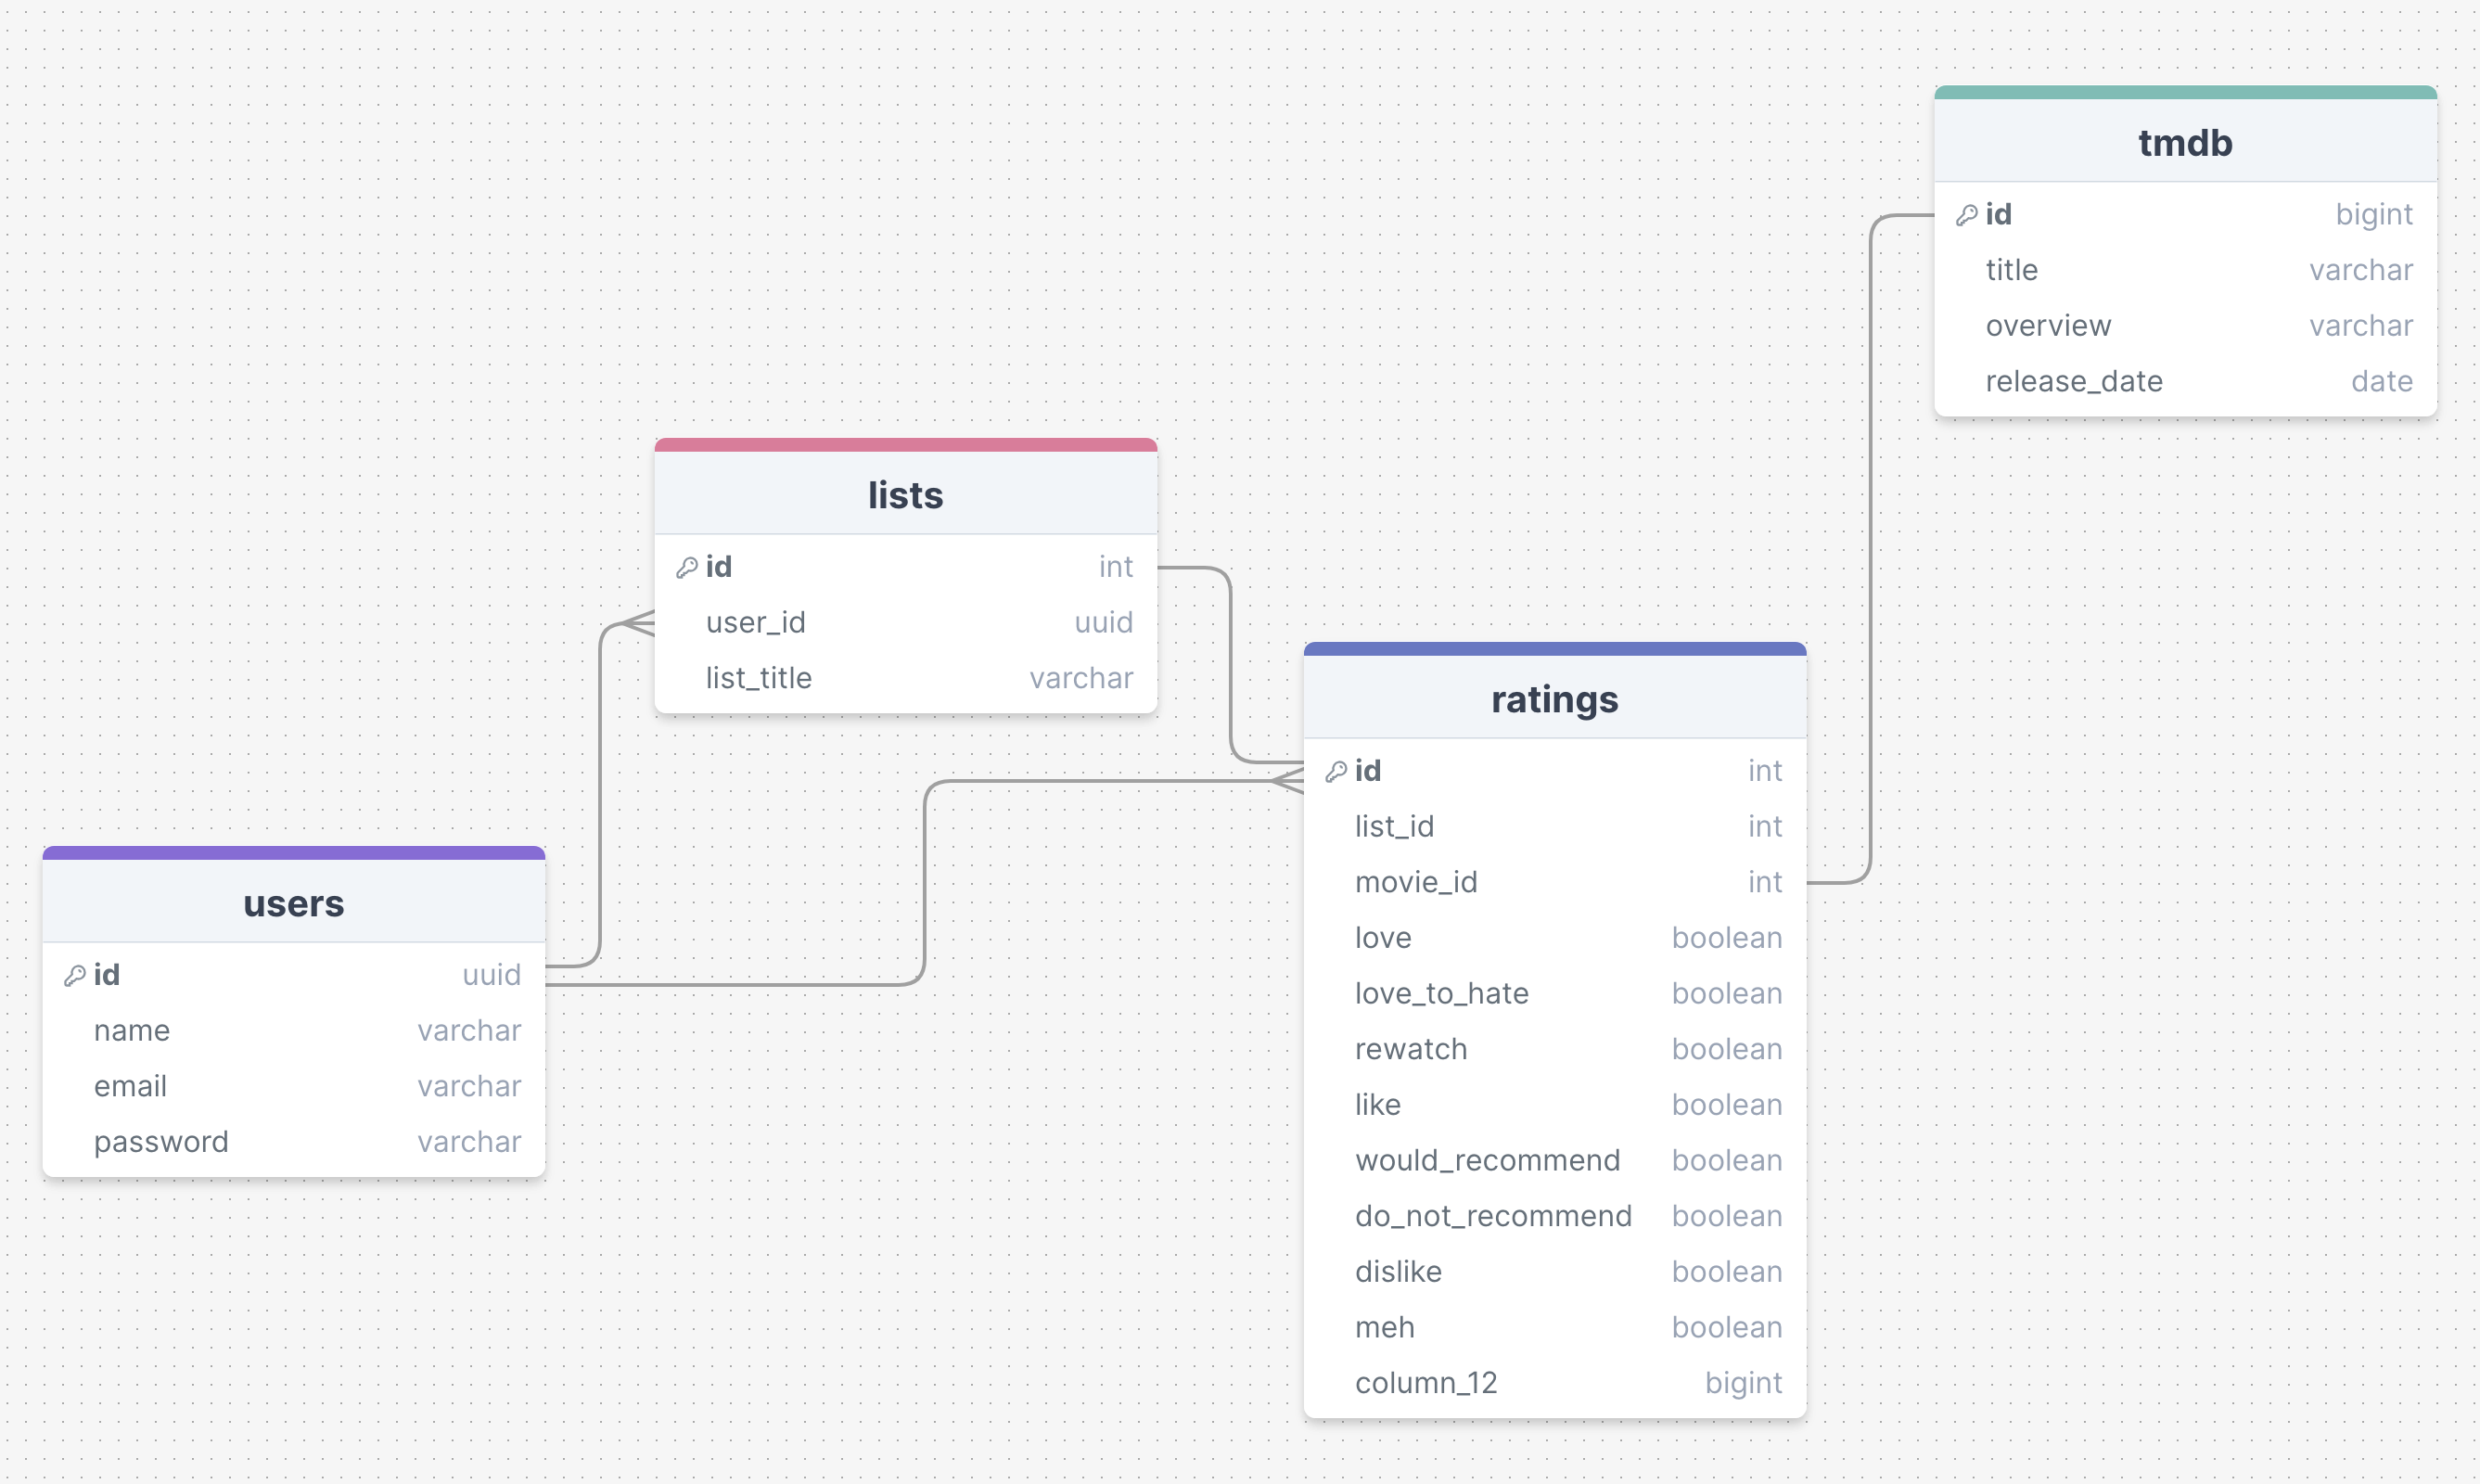 tmdb
id bigint
title varchar
overview varchar
release_date date
lists
id int
user_id uuid
list_title varchar
ratings
id int
list_id int
movie_id int
love boolean
love_to_hate boolean
rewatch boolean
like boolean
would_recommend boolean
do_not_recommend boolean
dislike boolean
meh boolean
column_12 bigint
users
id uuid
name varchar
email varchar
password varchar